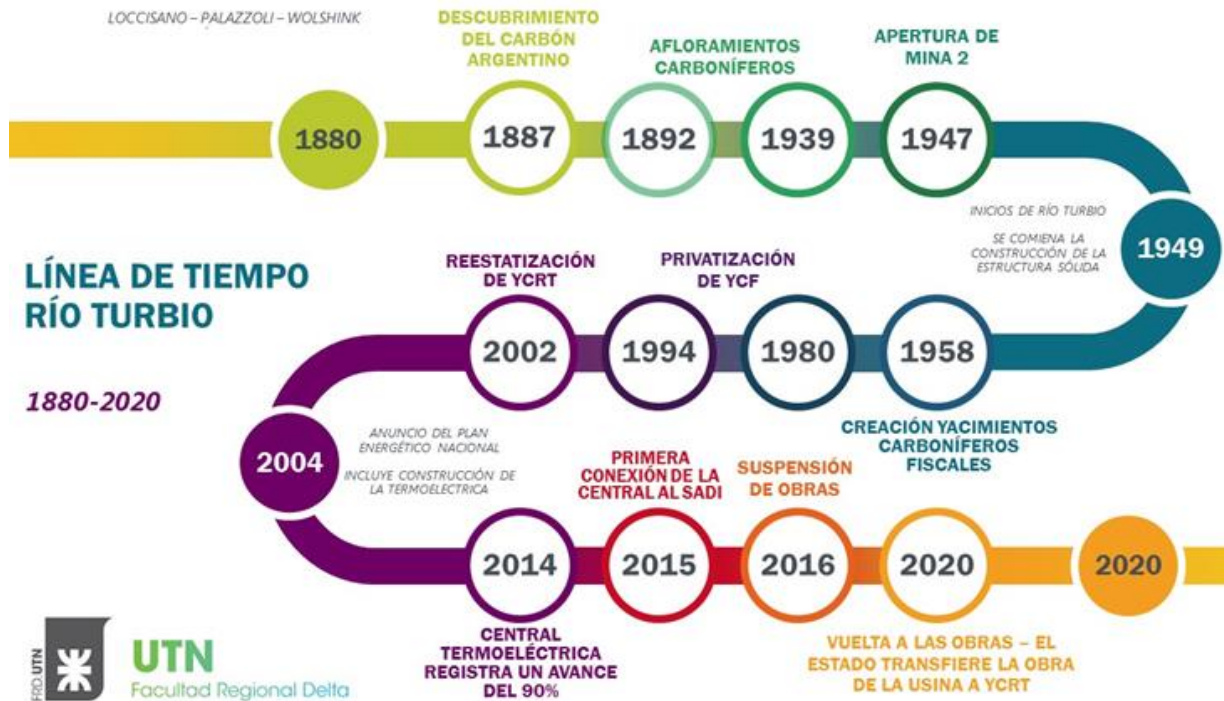 LOCCISANO – PALAZZOLI – WOLSHINK
DESCUBRIMIENTO
DEL CARBÓN
ARGENTINO
AFLORAMIENTOS
CARBONÍFEROS
APERTURA DE
MINA 2
1880
1887
1892
1939
1947
INICIOS DE RÍO TURBIO
SE COMIENA LA
CONSTRUCCIÓN DE LA
ESTRUCTURA SÓLIDA
1949
LÍNEA DE TIEMPO
RÍO TURBIO
1880-2020
REESTATIZACIÓN
DE YCRT
PRIVATIZACIÓN
DE YCF
2002
1994
1980
1958
CREACIÓN YACIMIENTOS
CARBONÍFEROS
FISCALES
2004
ANUNCIO DEL PLAN
ENERGÉTICO NACIONAL
INCLUYE CONSTRUCCIÓN DE
LA TERMOELÉCTRICA
PRIMERA
CONEXIÓN DE LA
CENTRAL AL SADI
SUSPENSIÓN
DE OBRAS
2014
2015
2016
2020
2020
CENTRAL
TERMOELÉCTRICA
REGISTRA UN AVANCE
DEL 90%
VUELTA A LAS OBRAS – EL
ESTADO TRANSFIERE LA OBRA
DE LA USINA A YCRT
FRD.UTN
UTN
Facultad Regional Delta